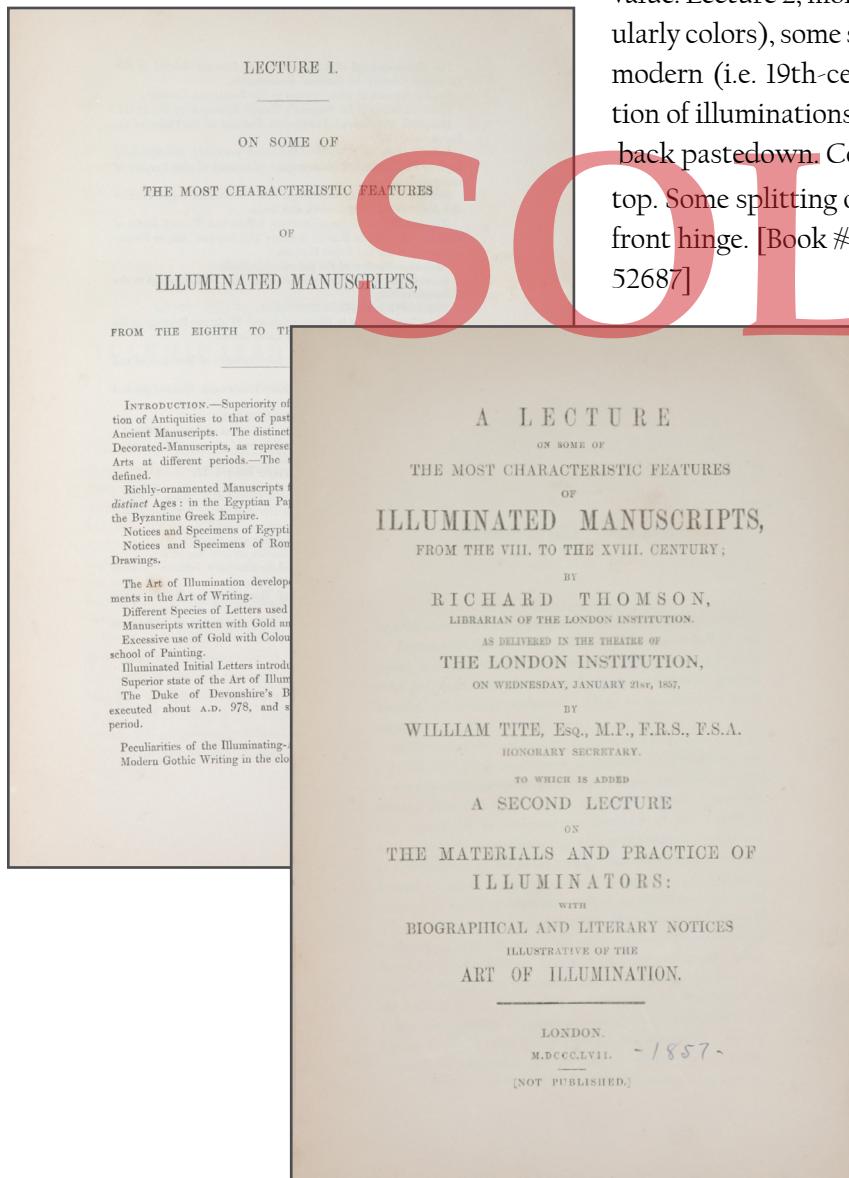 value. Lecture 2,
ularly colors), some
modern (i.e. 19th-ce
tion of illuminations
back pastedown.
top. Some splitting
front hinge. [Book #
52687]
SOL
LECTURE I.
ON SOME OF
THE MOST CHARACTERISTIC FEATURES
OF
ILLUMINATED MANUSCRIPTS,
FROM THE EIGHTH TO
INTRODUCTION.—Superiority of
tion of Antiquities to that of past
Ancient Manuscripts. The distinct
Decorated-Manuscripts, as represe
Arts at different periods.—The
defined.
Richly-ornamented Manuscripts
distinct Ages: in the Egyptian Pa
the Byzantine Greek Empire.
Notices and Specimens of Egypti
Notices and Specimens of Rom
Drawings.
The Art of Illumination develope
ments in the Art of Writing.
Different Species of Letters used
Manuscripts written with Gold an
Excessive use of Gold with Colou
school of Painting.
Illuminated Initial Letters introdu
Superior state of the Art of Illum
The Duke of Devonshire's B
executed about A.D. 978, and s
period.
Peculiarities of the Illuminating-
Modern Gothic Writing in the clo
A LECTURE
ON SOME OF
THE MOST CHARACTERISTIC FEATURES
OF
ILLUMINATED MANUSCRIPTS,
FROM THE VIII. TO THE XVIII. CENTURY;
BY
RICHARD THOMSON,
LIBRARIAN OF THE LONDON INSTITUTION.
AS DELIVERED IN THE THEATRE OF
THE LONDON INSTITUTION,
ON WEDNESDAY, JANUARY 21ST, 1857,
BY
WILLIAM TITE, ESQ., M.P., F.R.S., F.S.A.
HONORARY SECRETARY.
TO WHICH IS ADDED
A SECOND LECTURE
ON
THE MATERIALS AND PRACTICE OF
ILLUMINATORS:
WITH
BIOGRAPHICAL AND LITERARY NOTICES
ILLUSTRATIVE OF THE
ART OF ILLUMINATION.
LONDON.
M.DCCC.LVII. -1857-
[NOT PUBLISHED.]